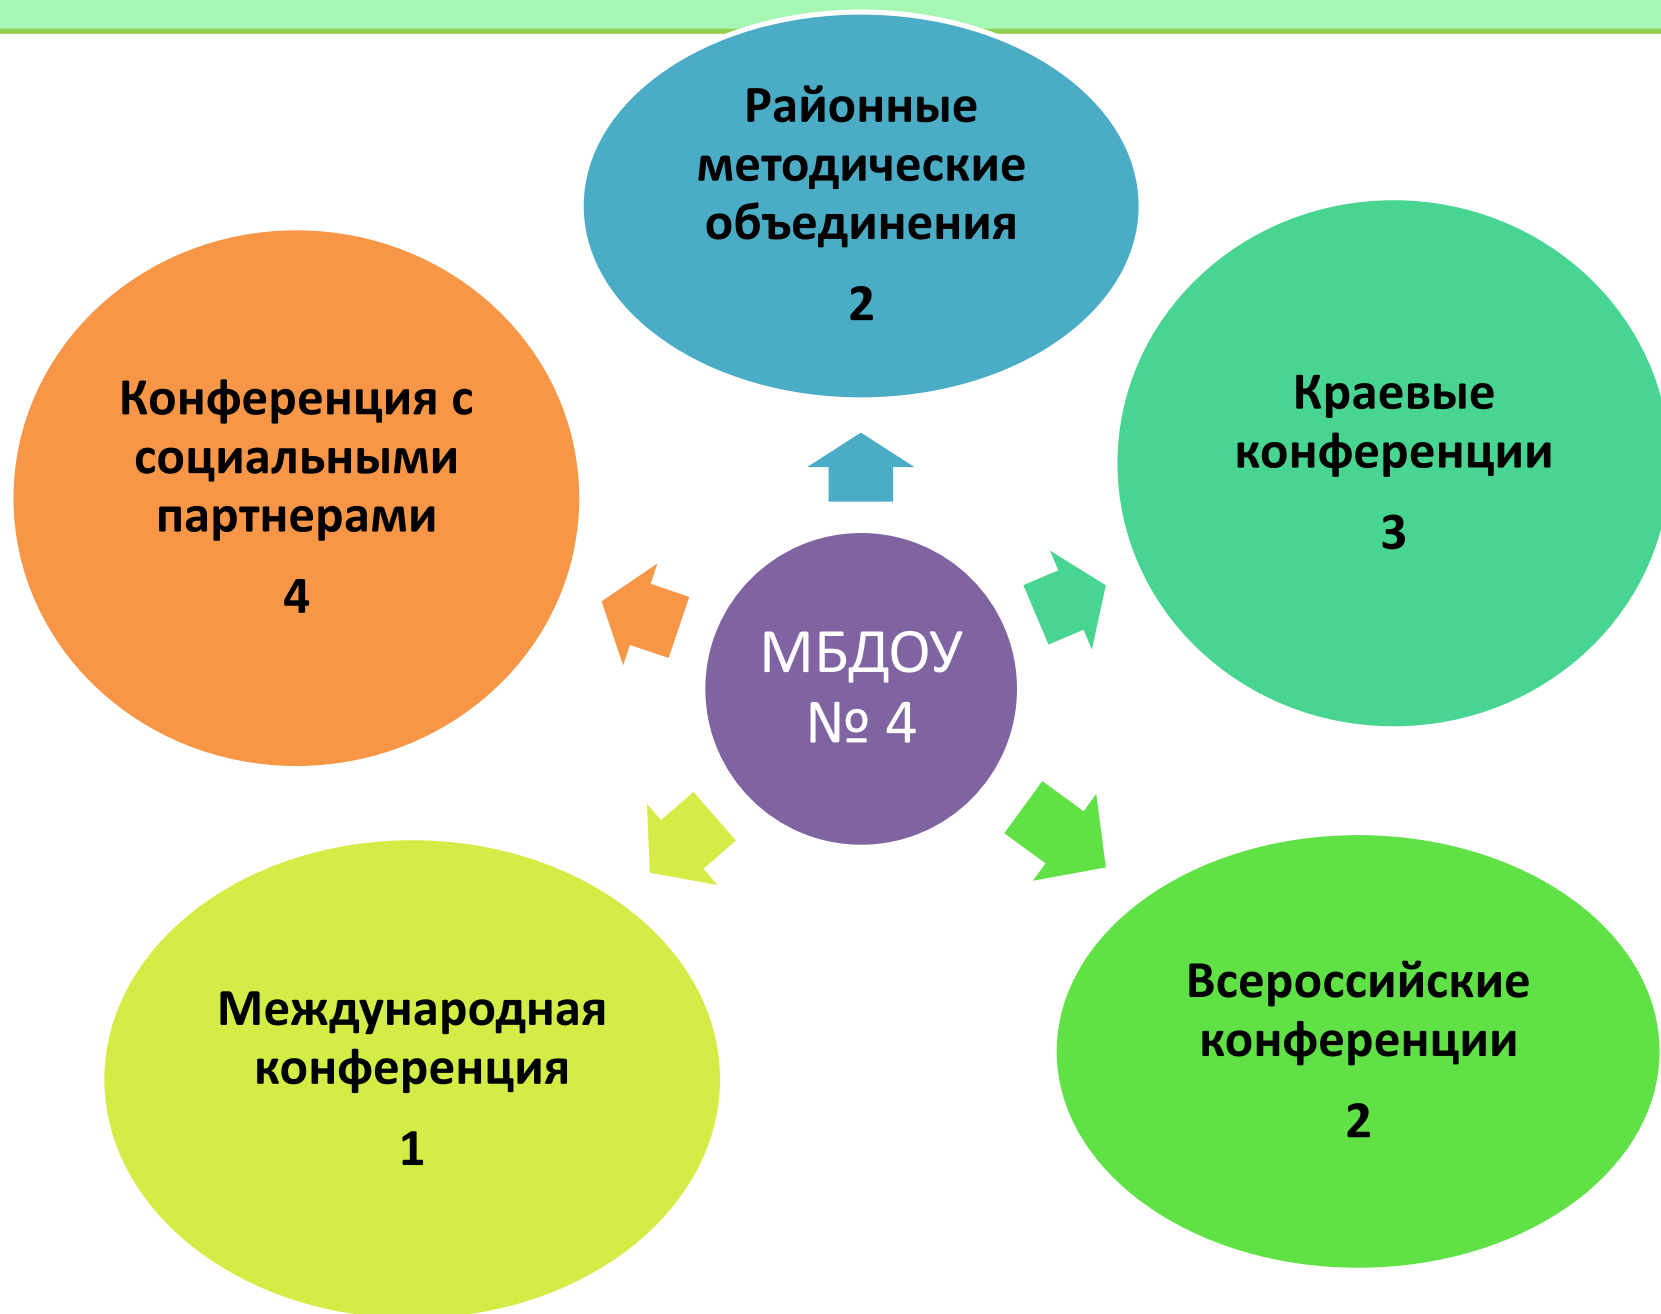 Районные
методические
объединения
2
Краевые
конференции
3
Всероссийские
конференции
2
Международная
конференция
1
Конференция с
социальными
партнерами
4
МБДОУ
№ 4